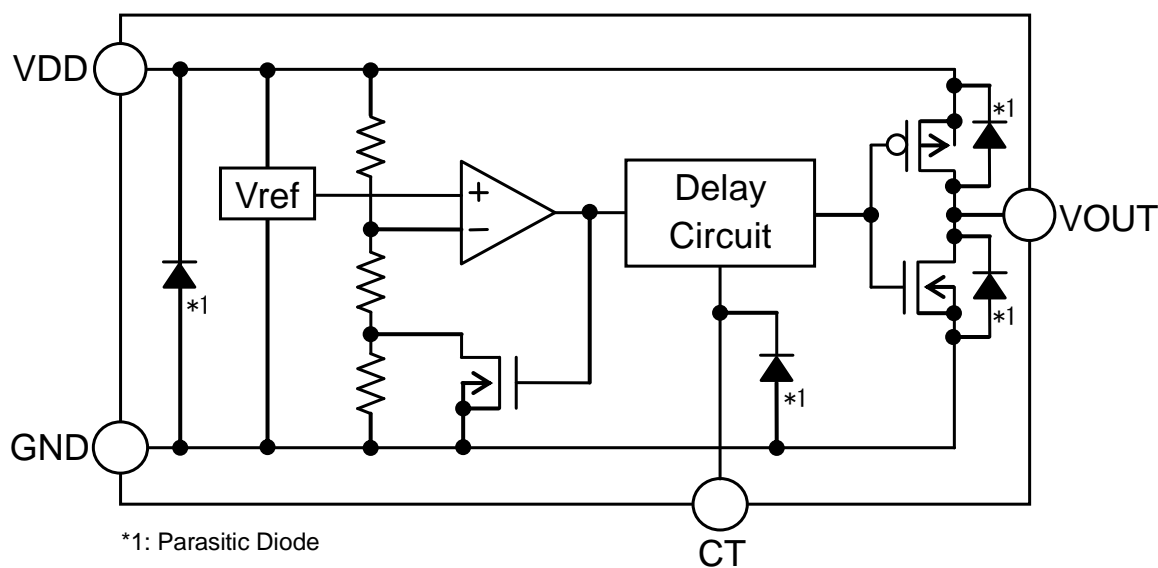 VDD
*1
Vref
+
−
Delay
Circuit
VOUT
*1
*1
*1
GND
CT
*1: Parasitic Diode